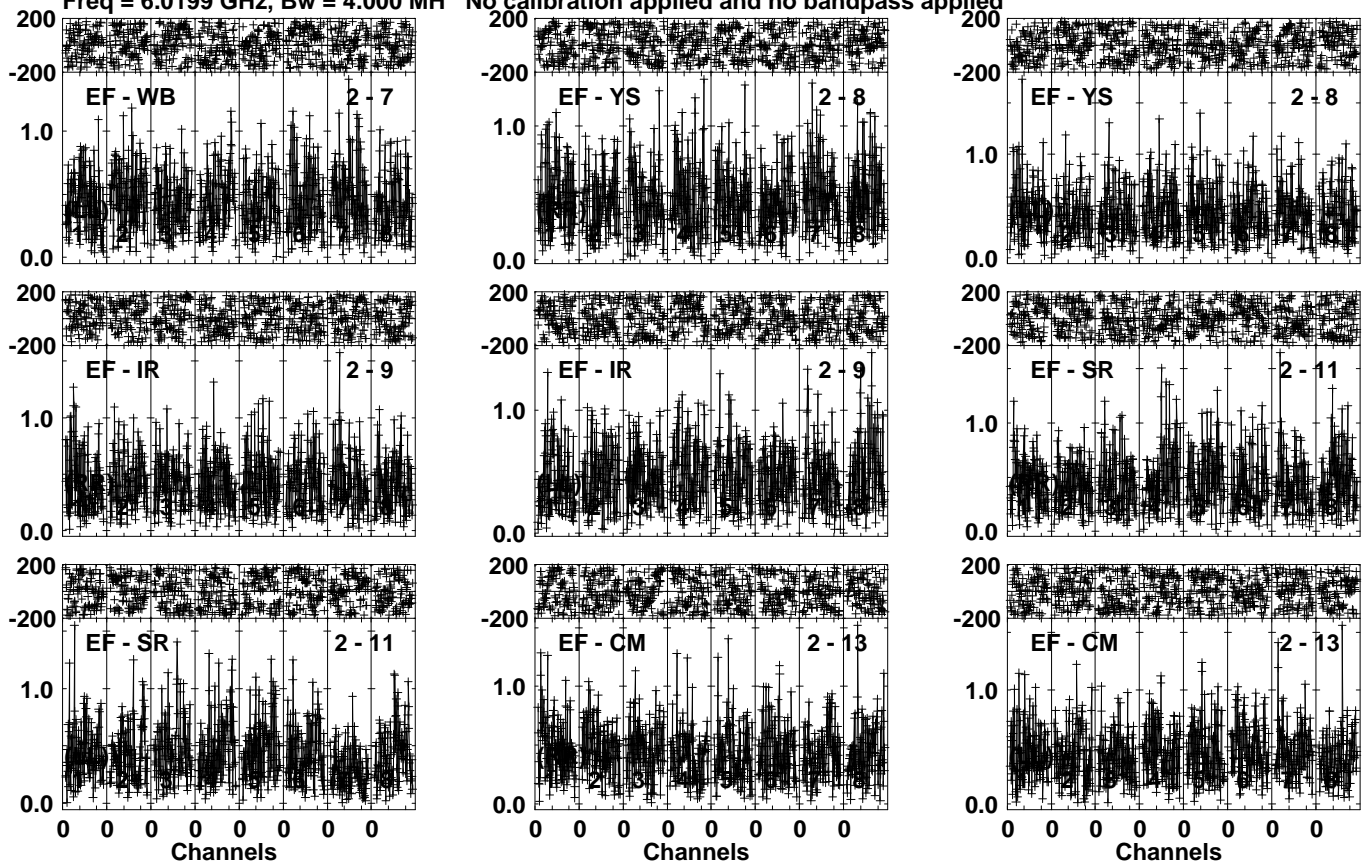 Freq = 6.0199 GHz, Bw = 4.000 MH No calibration applied and no bandpass applied
200 200 200
-200 -200 -200
EF - WB 2 - 7 EF - YS 2 - 8 EF - YS 2 - 8
1.0 1.0 1.0
0.0 0.0 0.0
200 200 200
-200 -200 -200
EF - IR 2 - 9 EF - IR 2 - 9 EF - SR 2 - 11
1.0 1.0 1.0
0.0 0.0 0.0
200 200 200
-200 -200 -200
EF - SR 2 - 11 EF - CM 2 - 13 EF - CM 2 - 13
1.0 1.0 1.0
0.0 0.0 0.0
0 0 0 0 0 0 0 0 0 0 0 0 0 0 0 0 0 0 0 0 0 0 0 0
Channels Channels Channels